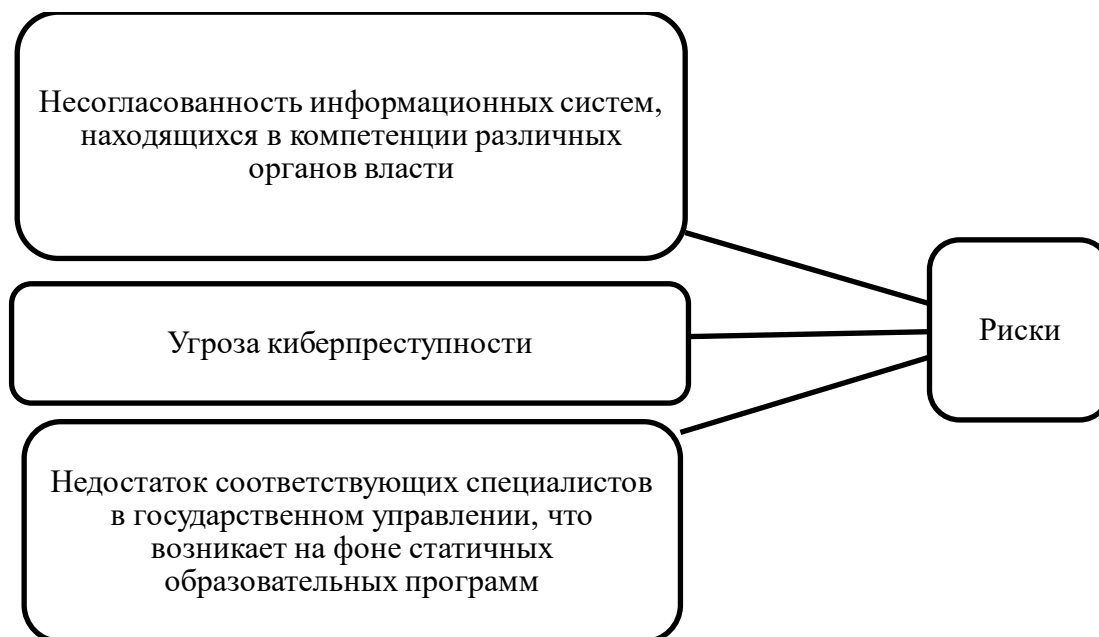 Несогласованность информационных систем,
находящихся в компетенции различных
органов власти
Угроза киберпреступности
Риски
Недостаток соответствующих специалистов
в государственном управлении, что
возникает на фоне статичных
образовательных программ